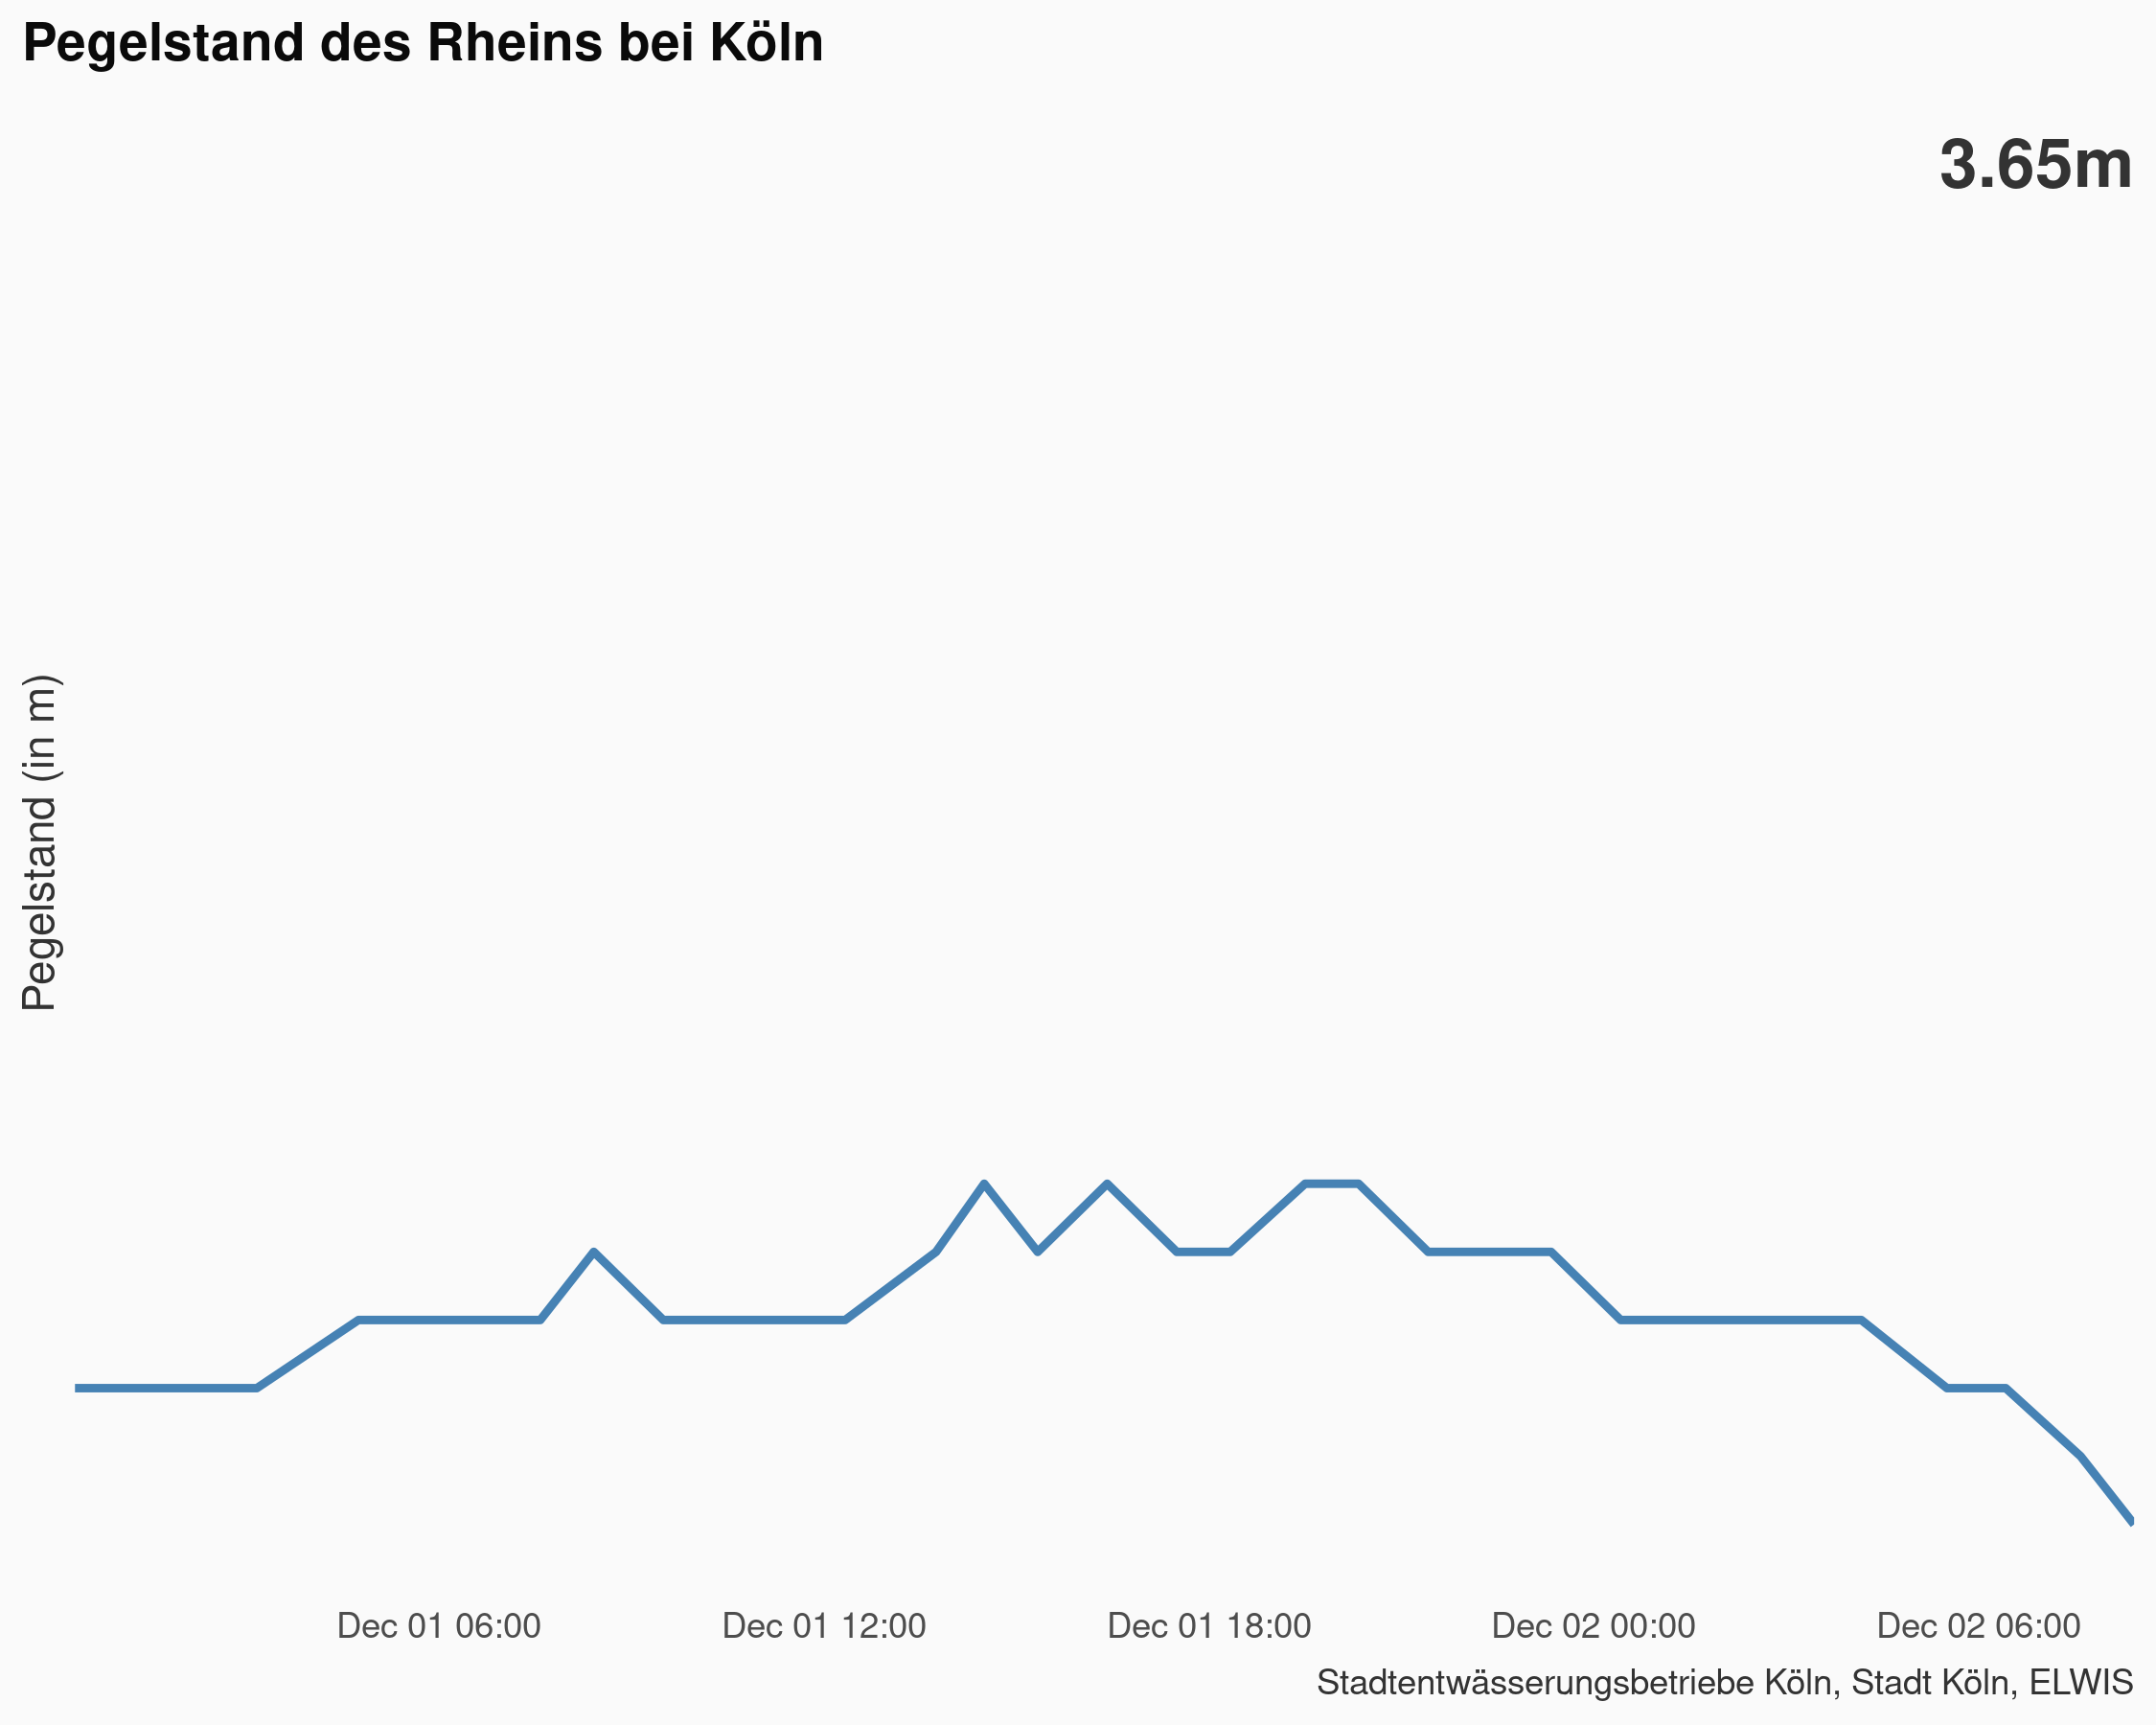 Pegelstand des Rheins bei Köln
3.65m
Pegelstand (in m)
Dec 01 06:00
Dec 01 12:00
Dec 01 18:00
Dec 02 00:00
Dec 02 06:00
Stadtentwässerungsbetriebe Köln, Stadt Köln, ELWIS